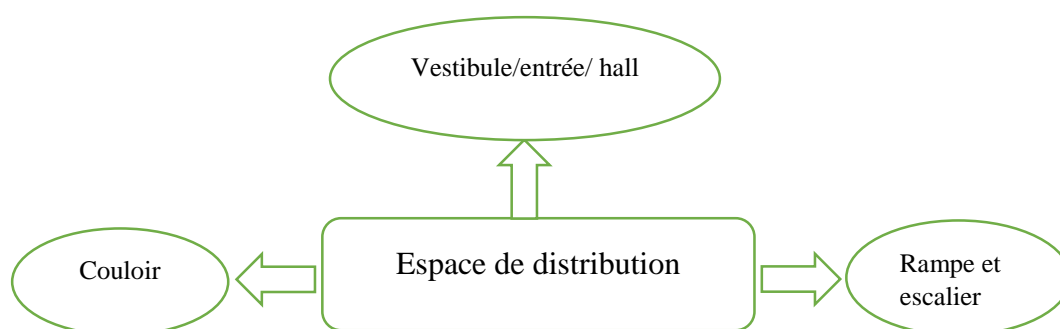 Vestibule/entrée/ hall
Couloir
Espace de distribution
Rampe et
escalier